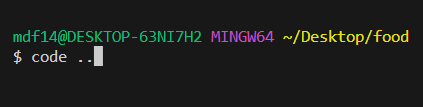 mdf14@DESKTOP-63NI7H2 MINGW64 ~/Desktop/food
$ code ..